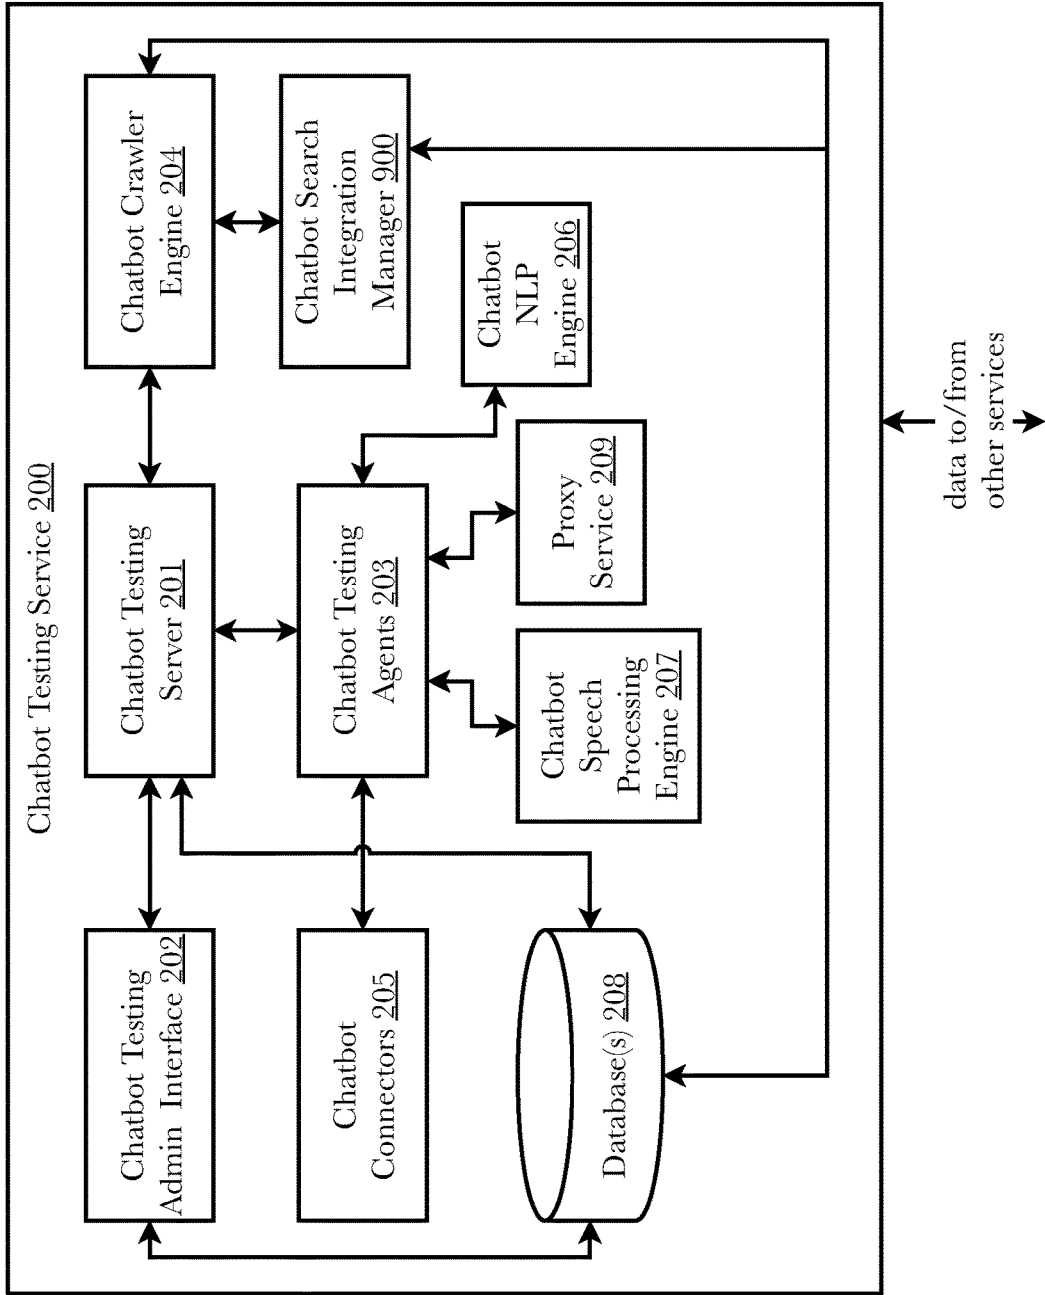 Chatbot Testing Service 200
Chatbot Testing
Admin Interface 202
Chatbot Testing
Server 201
Chatbot Crawler
Engine 204
Chatbot
Connectors 205
Chatbot Testing
Agents 203
Chatbot Search
Integration
Manager 900
Database(s) 208
Chatbot
Speech
Processing
Engine 207
Proxy
Service 209
Chatbot
NLP
Engine 206
data to/from
other services